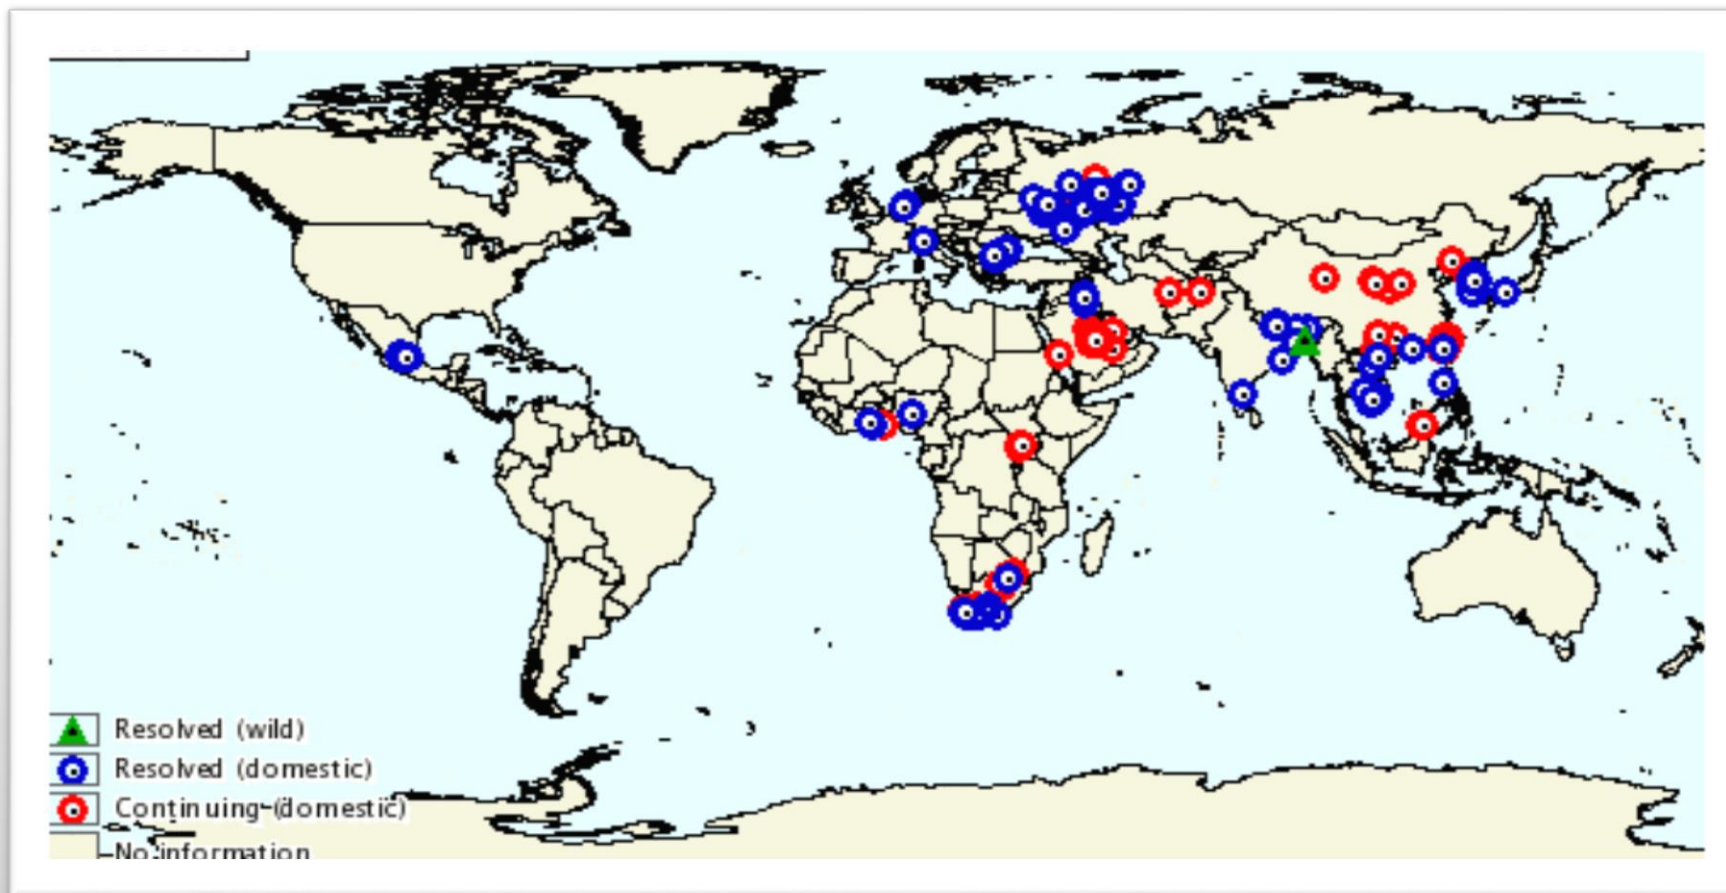 Resolved (wild)
Resolved (domestic)
Continuing (domestic)
No information